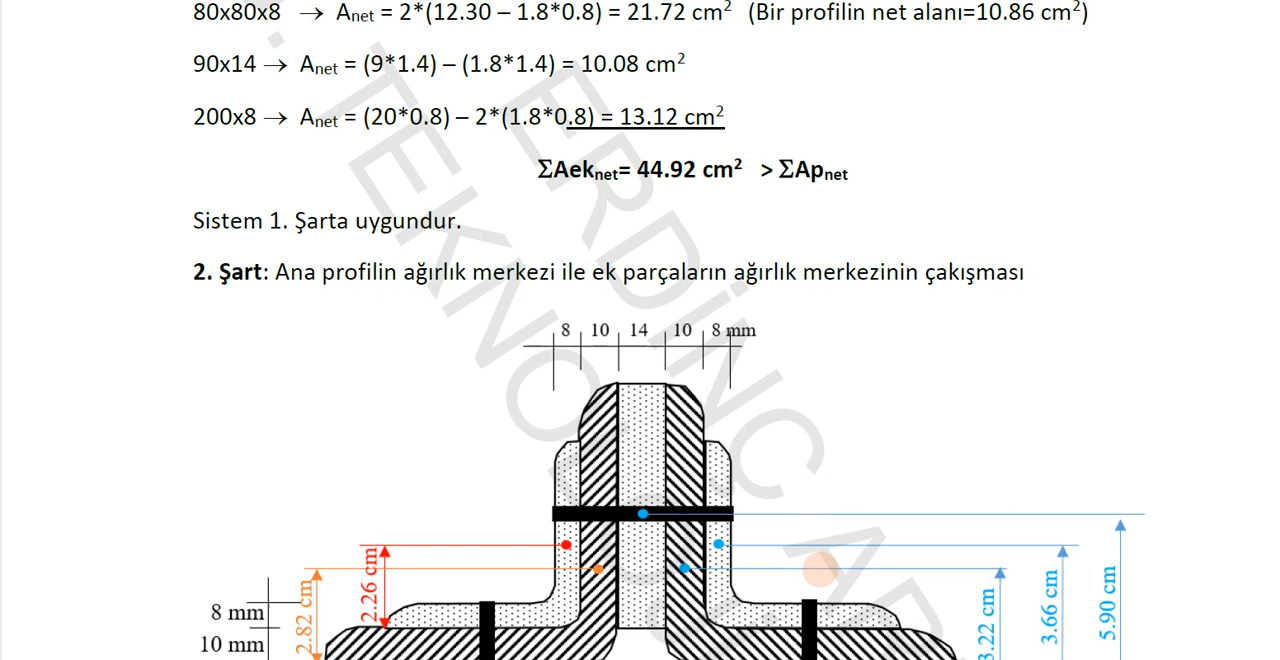 80x80x8 → Anet = 2*(12.30 – 1.8*0.8) = 21.72 cm² (Bir profilin net alanı=10.86 cm²)
90x14 → Anet = (9*1.4) – (1.8*1.4) = 10.08 cm²
200x8 → Anet = (20*0.8) – 2*(1.8*0.8) = 13.12 cm²
ΣAeknet= 44.92 cm² > ΣApnet
Sistem 1. Şarta uygundur.
2. Şart: Ana profilin ağırlık merkezi ile ek parçaların ağırlık merkezinin çakışması
8 10 14 10 8 mm
2.26 cm
2.82 cm
8 mm
10 mm
3.22 cm
3.66 cm
5.90 cm
ERDİNÇ
TEKNO